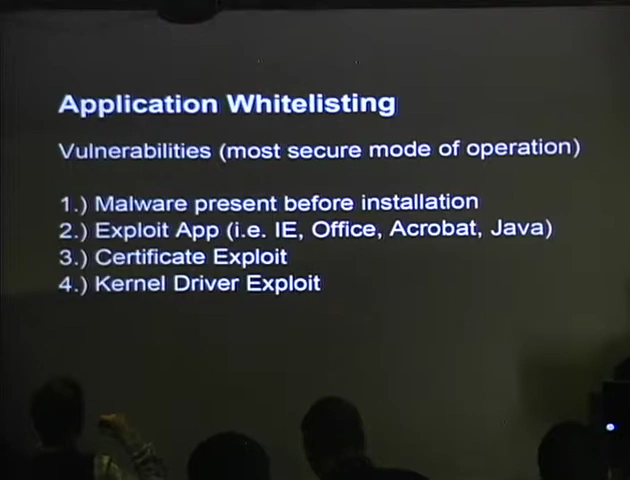 Application Whitelisting
Vulnerabilities (most secure mode of operation)
1.) Malware present before installation
2.) Exploit App (i.e. IE, Office, Acrobat, Java)
3.) Certificate Exploit
4.) Kernel Driver Exploit